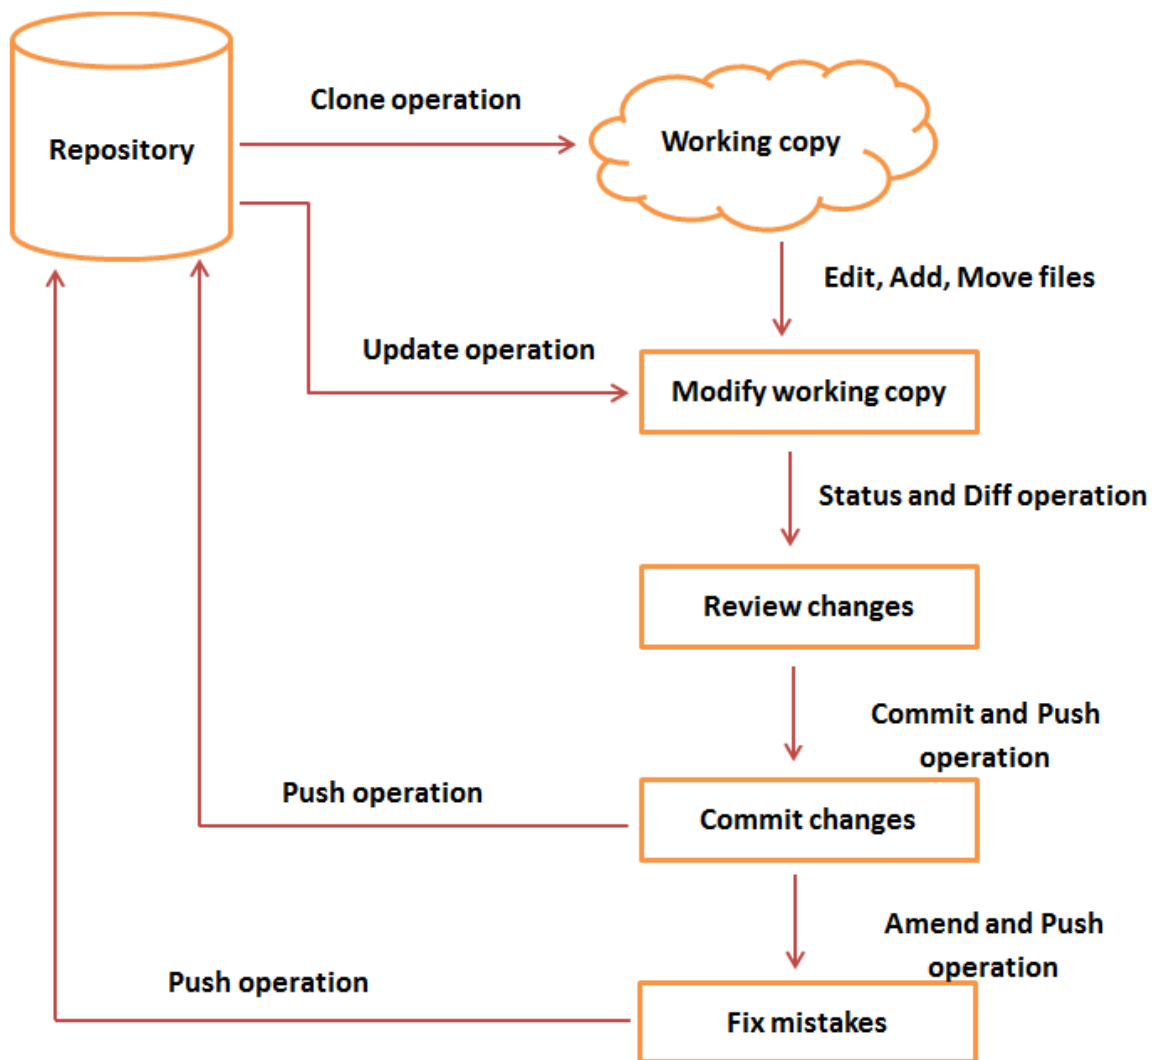 Clone operation
Repository
Working copy
Edit, Add, Move files
Update operation
Modify working copy
Status and Diff operation
Review changes
Commit and Push
operation
Push operation
Commit changes
Amend and Push
operation
Push operation
Fix mistakes